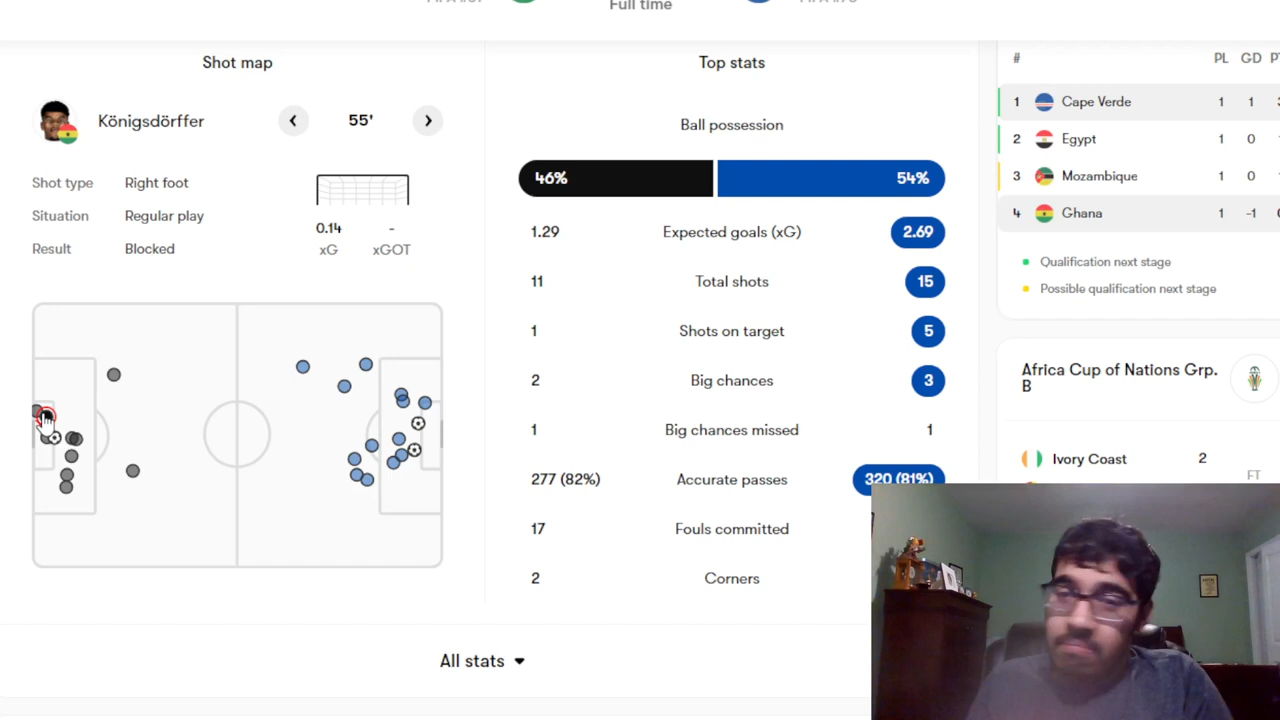 Full time
Shot map
Königsdörffer
55'
Shot type Right foot
Situation Regular play
Result Blocked
0.14
xG
-
xGOT
Top stats
Ball possession
46% 54%
1.29 Expected goals (xG) 2.69
11 Total shots 15
1 Shots on target 5
2 Big chances 3
1 Big chances missed 1
277 (82%) Accurate passes 320 (81%)
17 Fouls committed
2 Corners
All stats
# PL GD
1 Cape Verde 1 1
2 Egypt 1 0
3 Mozambique 1 0
4 Ghana 1 -1
Qualification next stage
Possible qualification next stage
Africa Cup of Nations Grp.
B
Ivory Coast 2
FT